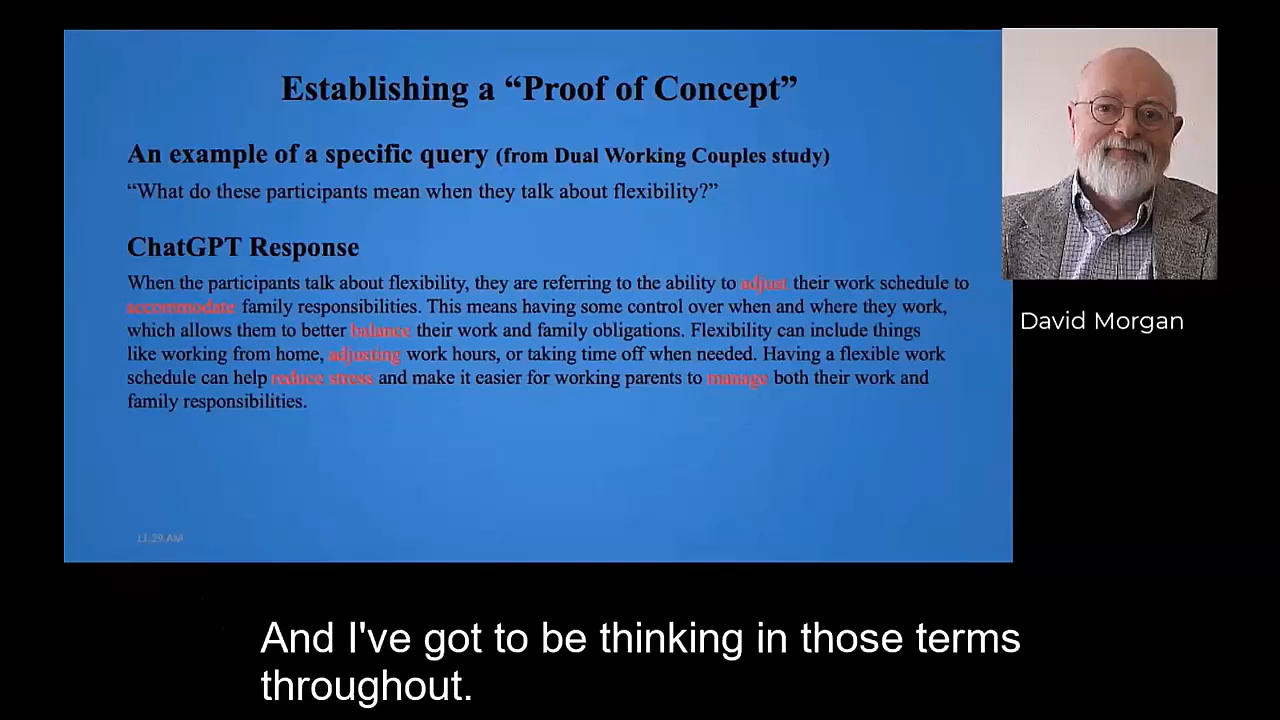 Establishing a “Proof of Concept”
An example of a specific query (from Dual Working Couples study)
“What do these participants mean when they talk about flexibility?”
ChatGPT Response
When the participants talk about flexibility, they are referring to the ability to adjust their work schedule to
accommodate family responsibilities. This means having some control over when and where they work,
which allows them to better balance their work and family obligations. Flexibility can include things
like working from home, adjusting work hours, or taking time off when needed. Having a flexible work
schedule can help reduce stress and make it easier for working parents to manage both their work and
family responsibilities.
11:29 AM
David Morgan
And I've got to be thinking in those terms
throughout.